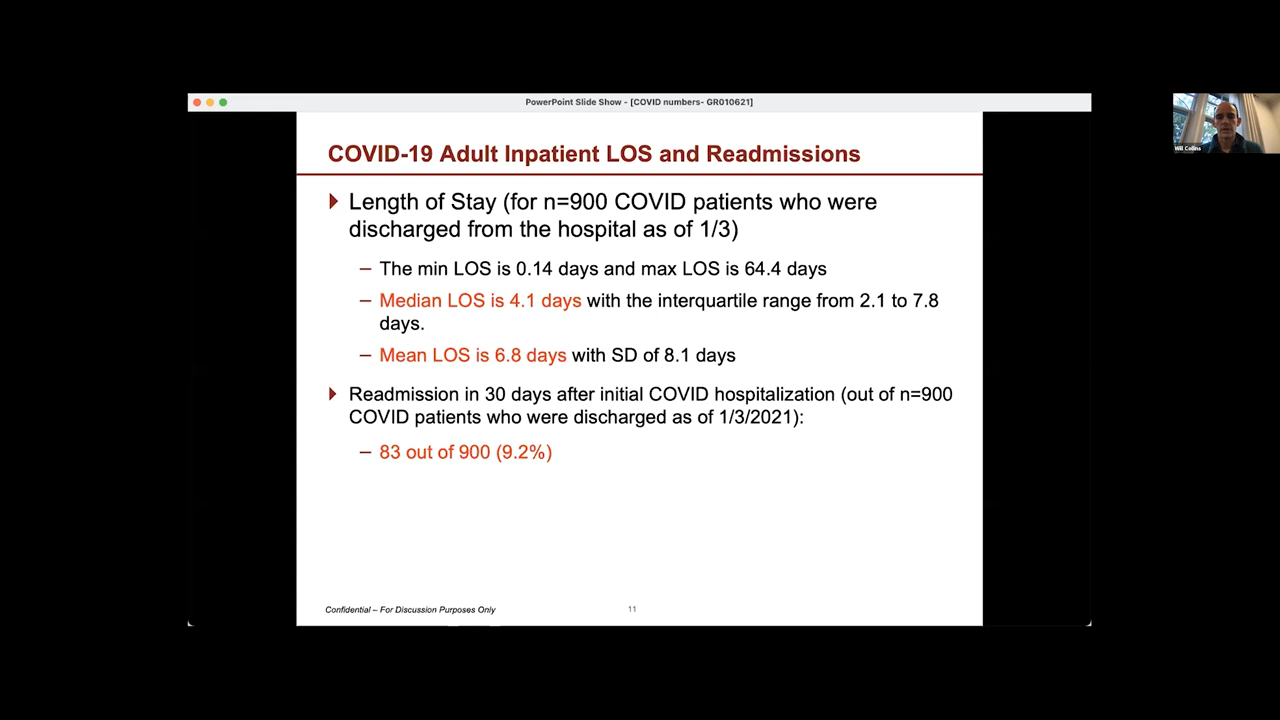 PowerPoint Slide Show - [COVID numbers- GR010621]
COVID-19 Adult Inpatient LOS and Readmissions
Length of Stay (for n=900 COVID patients who were
discharged from the hospital as of 1/3)
– The min LOS is 0.14 days and max LOS is 64.4 days
– Median LOS is 4.1 days with the interquartile range from 2.1 to 7.8
days.
– Mean LOS is 6.8 days with SD of 8.1 days
Readmission in 30 days after initial COVID hospitalization (out of n=900
COVID patients who were discharged as of 1/3/2021):
– 83 out of 900 (9.2%)
Confidential – For Discussion Purposes Only
11
Will Collins